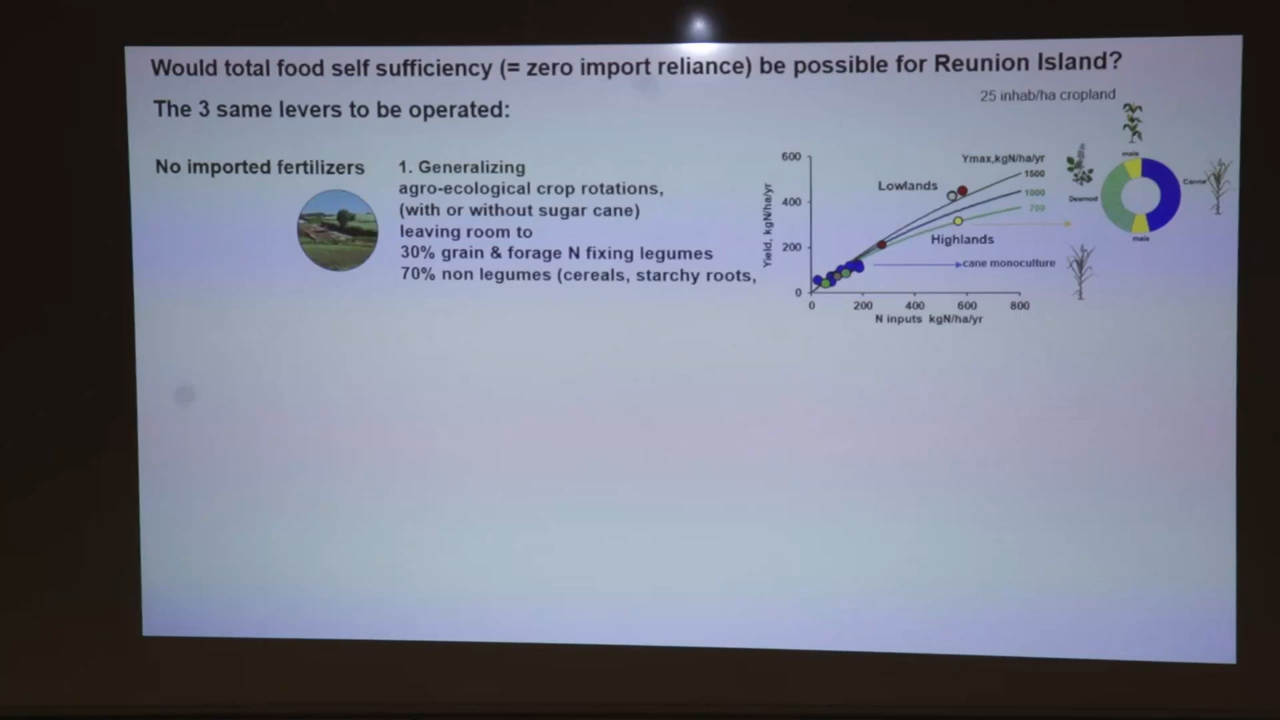 Would total food self sufficiency (= zero import reliance) be possible for Reunion Island?
The 3 same levers to be operated:
25 inhab/ha cropland
No imported fertilizers
1. Generalizing
agro-ecological crop rotations,
(with or without sugar cane)
leaving room to
30% grain & forage N fixing legumes
70% non legumes (cereals, starchy roots,
Yield, kgN/ha/yr
600
400
200
0
0
200
400
600
800
N inputs kgN/ha/yr
Ymax,kgN/ha/yr
1500
1000
700
Lowlands
Highlands
cane monoculture
maïs
Canne
maïs